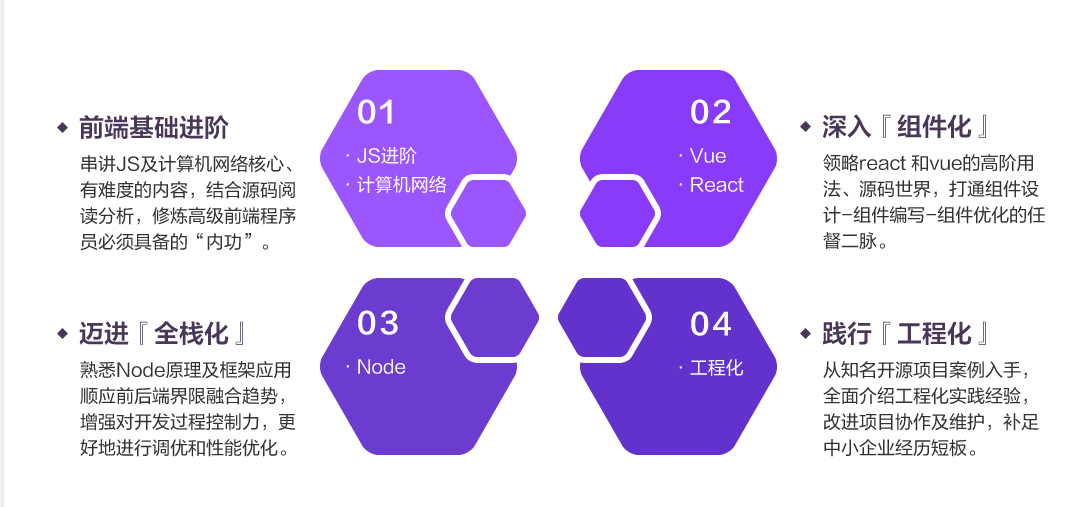 ◆ 前端基础进阶
串讲JS及计算机网络核心、
有难度的内容，结合源码阅
读分析，修炼高级前端程序
员必须具备的“内功”。
01
· JS进阶
· 计算机网络
02
· Vue
· React
◆ 深入『组件化』
领略react 和vue的高阶用
法、源码世界，打通组件设
计-组件编写-组件优化的任
督二脉。
◆ 迈进『全栈化』
熟悉Node原理及框架应用
顺应前后端界限融合趋势，
增强对开发过程控制力，更
好地进行调优和性能优化。
03
· Node
04
· 工程化
◆ 践行『工程化』
从知名开源项目案例入手，
全面介绍工程化实践经验，
改进项目协作及维护，补足
中小企业经历短板。